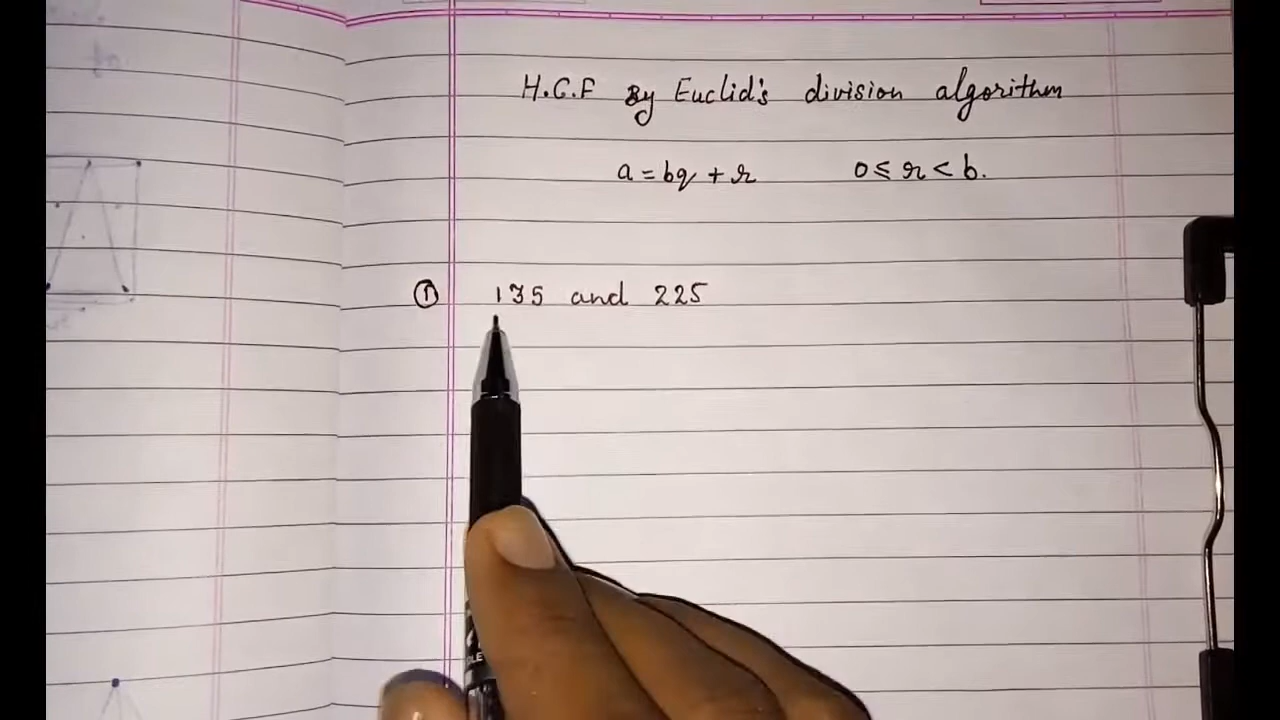 H.C.F By Euclid's division algorithm
a = bq + r 0 ≤ r < b.
① 135 and 225